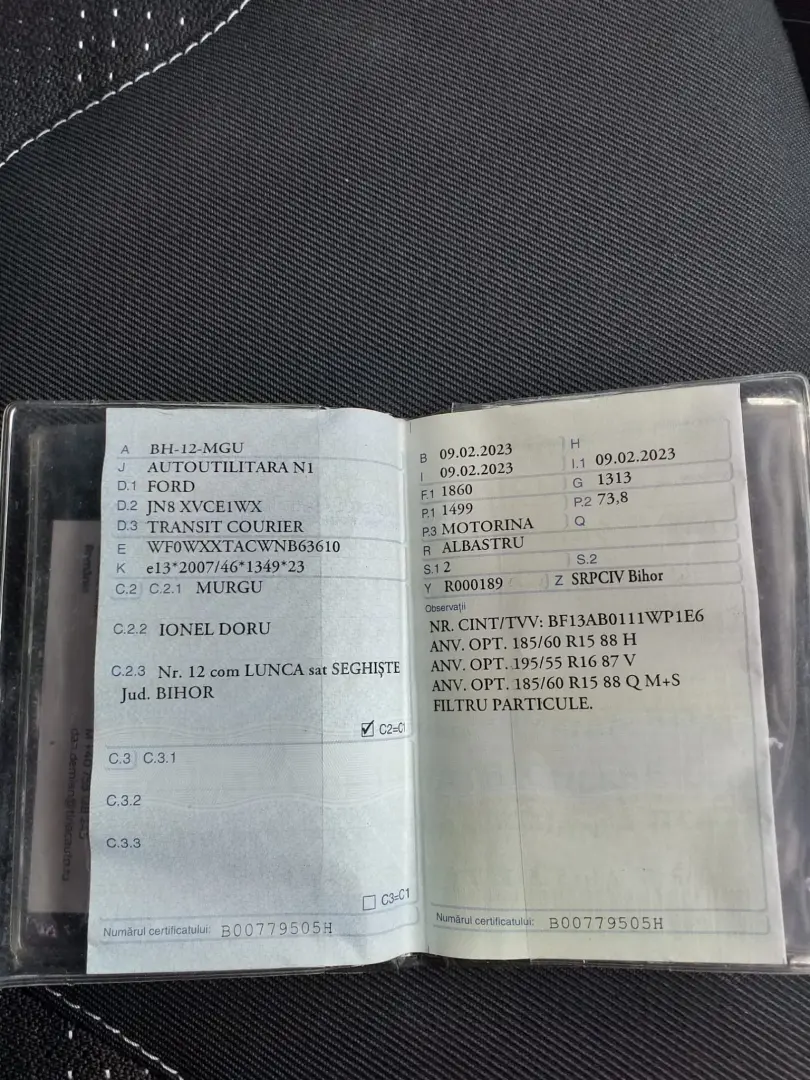 A BH-12-MGU
J AUTOUTILITARA N1
D.1 FORD
D.2 JN8 XVCE1WX
D.3 TRANSIT COURIER
E WF0WXXTACWNB63610
K e13*2007/46*1349*23
C.2 C.2.1 MURGU
C.2.2 IONEL DORU
C.2.3 Nr. 12 com LUNCA sat SEGHIŞTE
Jud. BIHOR
C2=C1
C.3 C.3.1
C.3.2
C.3.3
C3=C1
Numărul certificatului: B00779505H
B 09.02.2023 H
I 09.02.2023 I.1 09.02.2023
F.1 1860 G 1313
P.1 1499 P.2 73,8
P.3 MOTORINA Q
R ALBASTRU
S.1 2 S.2
Y R000189 Z SRPCIV Bihor
Observaţii
NR. CINT/TVV: BF13AB0111WP1E6
ANV. OPT. 185/60 R15 88 H
ANV. OPT. 195/55 R16 87 V
ANV. OPT. 185/60 R15 88 Q M+S
FILTRU PARTICULE.
Numărul certificatului: B00779505H